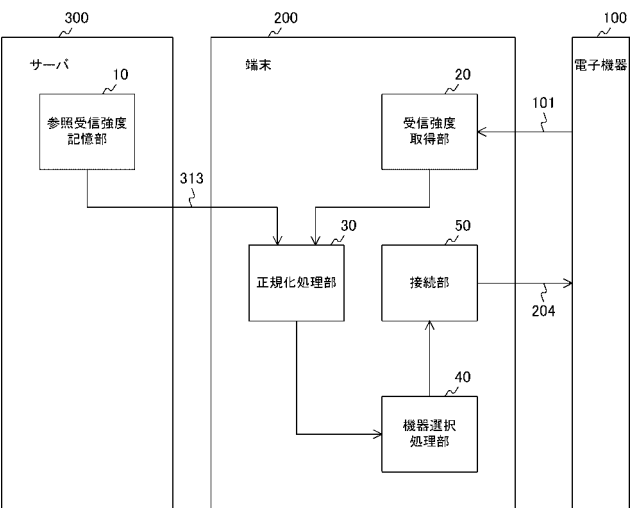 300
200
100
サーバ
端末
電子機器
10
20
参照受信強度
記憶部
受信強度
取得部
101
313
30
50
正規化処理部
接続部
204
40
機器選択
処理部